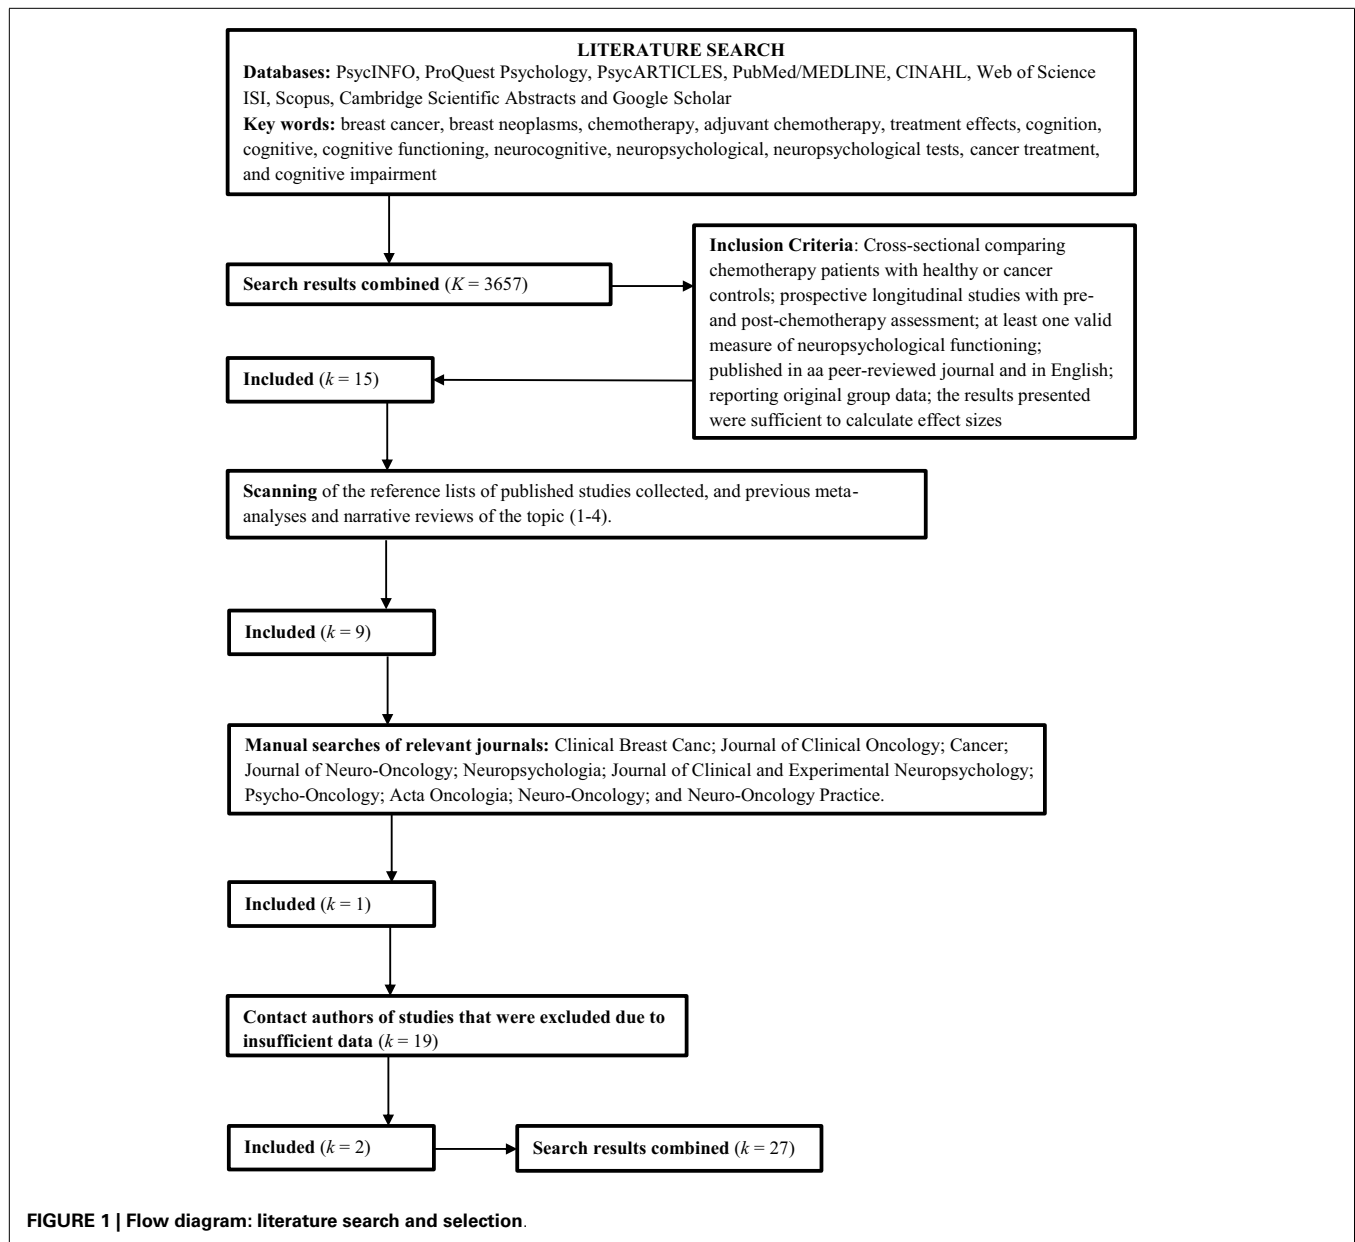 LITERATURE SEARCH
Databases: PsycINFO, ProQuest Psychology, PsycARTICLES, PubMed/MEDLINE, CINAHL, Web of Science
ISI, Scopus, Cambridge Scientific Abstracts and Google Scholar
Key words: breast cancer, breast neoplasms, chemotherapy, adjuvant chemotherapy, treatment effects, cognition,
cognitive, cognitive functioning, neurocognitive, neuropsychological, neuropsychological tests, cancer treatment,
and cognitive impairment
Search results combined (K = 3657)
Inclusion Criteria: Cross-sectional comparing
chemotherapy patients with healthy or cancer
controls; prospective longitudinal studies with pre-
and post-chemotherapy assessment; at least one valid
measure of neuropsychological functioning;
published in aa peer-reviewed journal and in English;
reporting original group data; the results presented
were sufficient to calculate effect sizes
Included (k = 15)
Scanning of the reference lists of published studies collected, and previous meta-
analyses and narrative reviews of the topic (1-4).
Included (k = 9)
Manual searches of relevant journals: Clinical Breast Canc; Journal of Clinical Oncology; Cancer;
Journal of Neuro-Oncology; Neuropsychologia; Journal of Clinical and Experimental Neuropsychology;
Psycho-Oncology; Acta Oncologia; Neuro-Oncology; and Neuro-Oncology Practice.
Included (k = 1)
Contact authors of studies that were excluded due to
insufficient data (k = 19)
Included (k = 2)
Search results combined (k = 27)
FIGURE 1 | Flow diagram: literature search and selection.